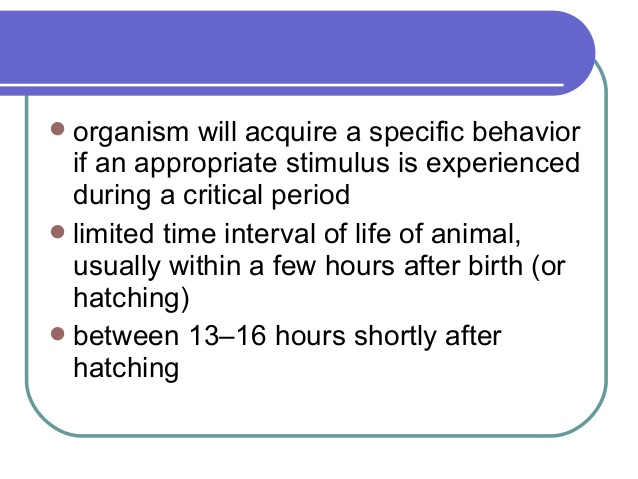 organism will acquire a specific behavior
if an appropriate stimulus is experienced
during a critical period
limited time interval of life of animal,
usually within a few hours after birth (or
hatching)
between 13–16 hours shortly after
hatching